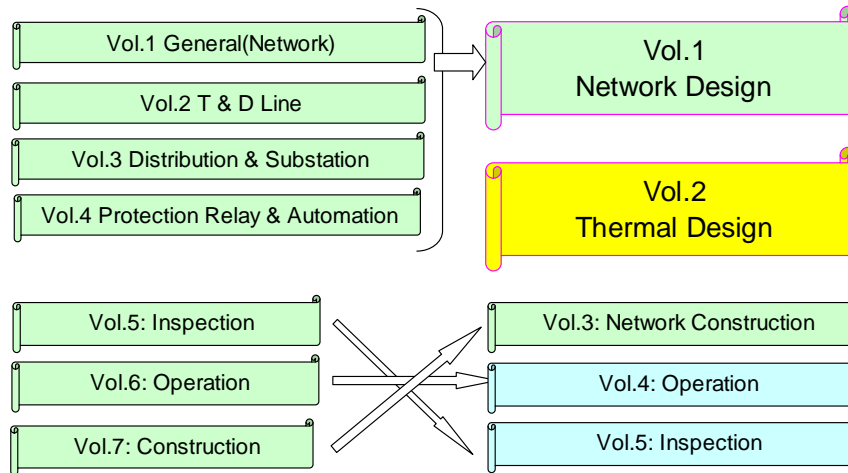 Vol.1 General(Network)
Vol.2 T & D Line
Vol.3 Distribution & Substation
Vol.4 Protection Relay & Automation
Vol.1
Network Design
Vol.2
Thermal Design
Vol.5: Inspection
Vol.6: Operation
Vol.7: Construction
Vol.3: Network Construction
Vol.4: Operation
Vol.5: Inspection